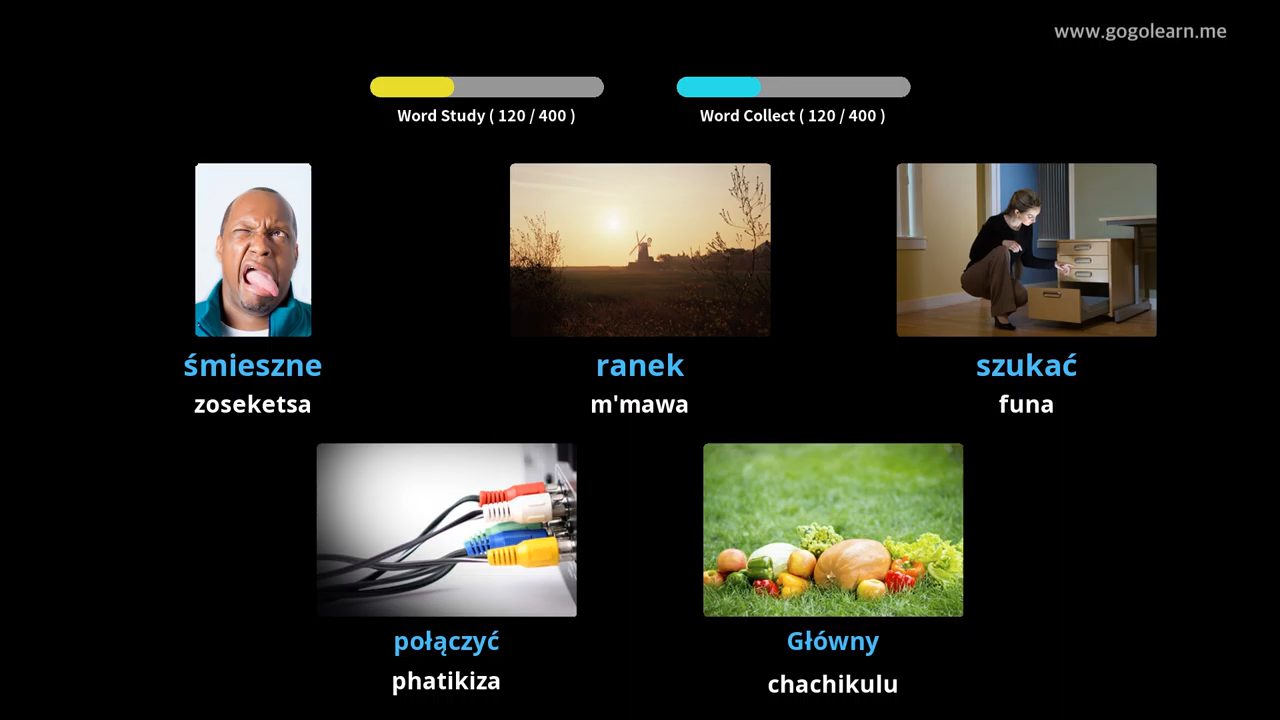 www.gogolearn.me
Word Study ( 120 / 400 )
Word Collect ( 120 / 400 )
śmieszne
zoseketsa
ranek
m'mawa
szukać
funa
połączyć
phatikiza
Główny
chachikulu